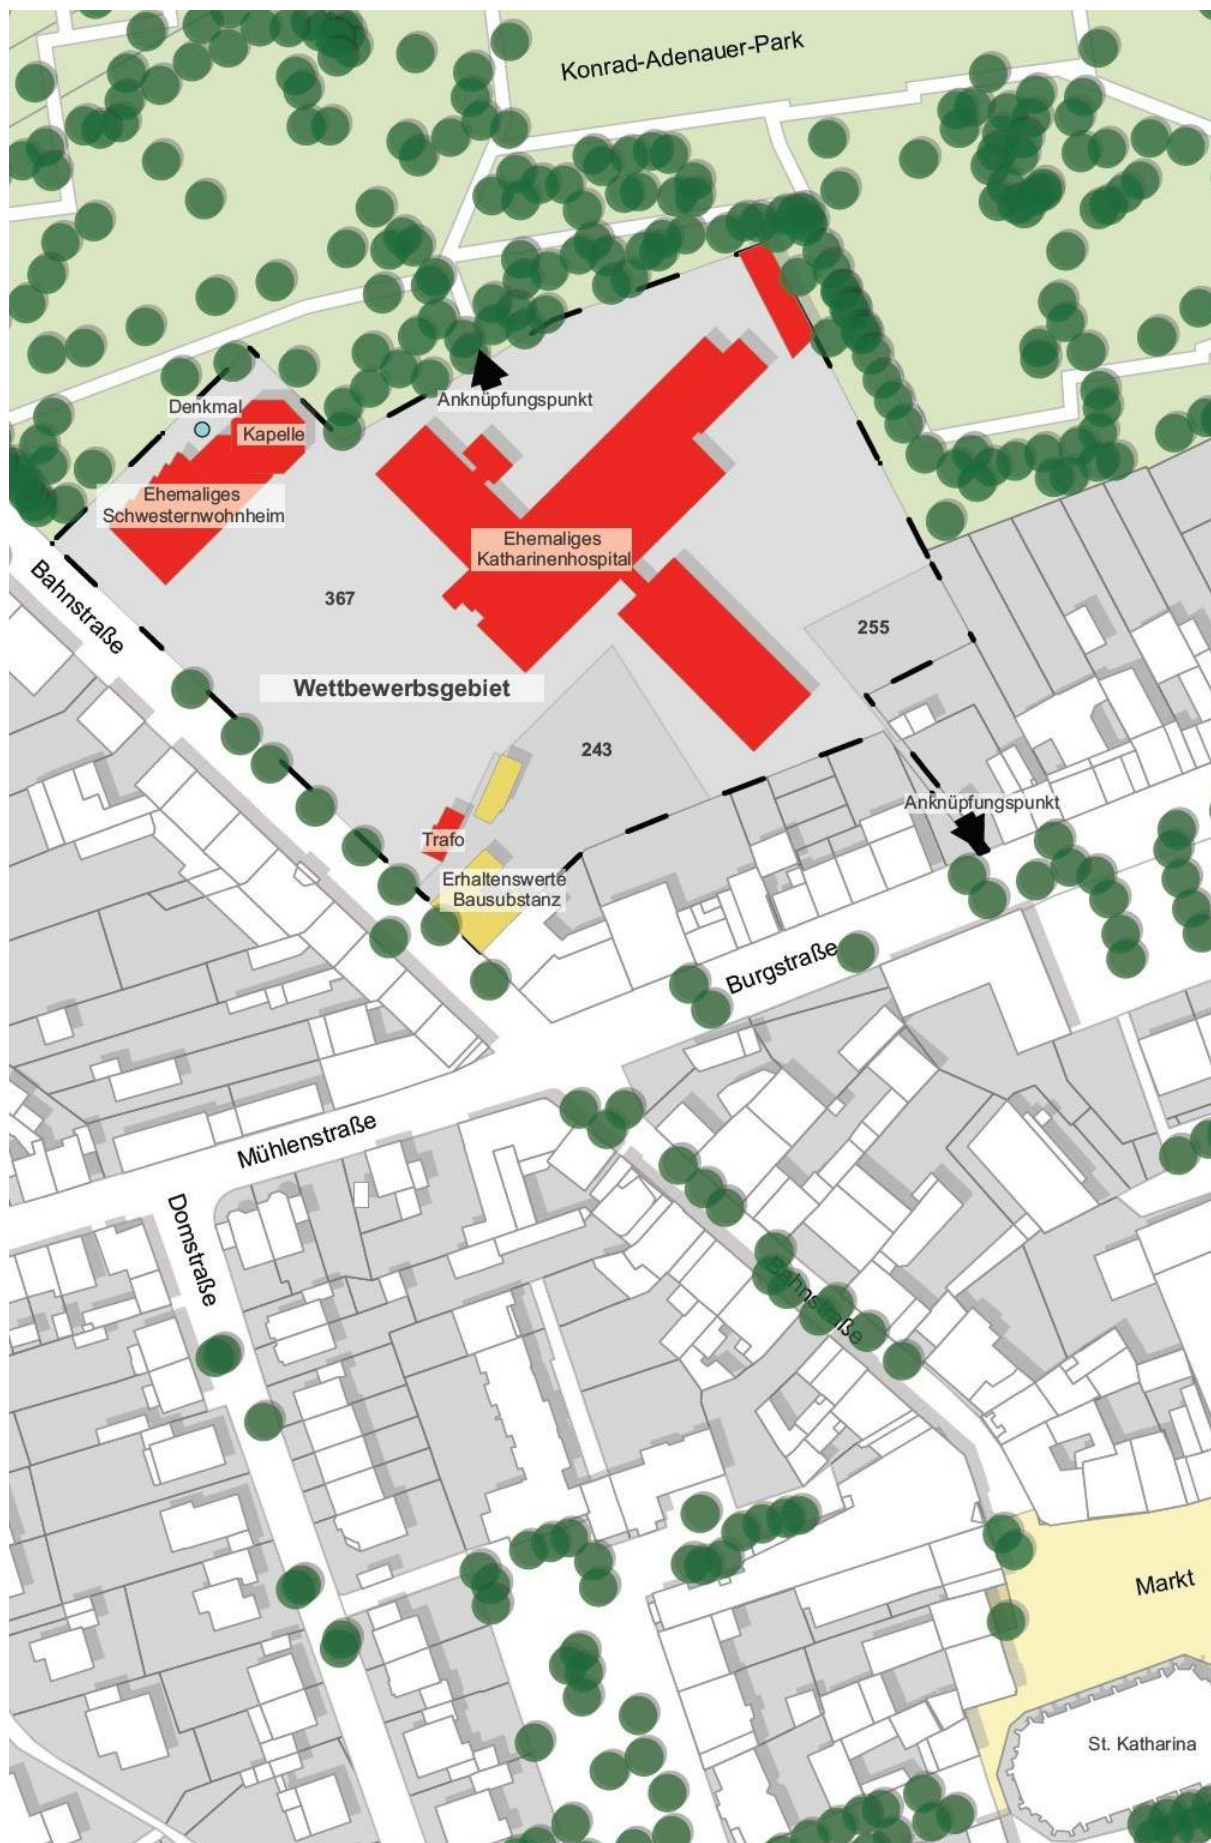 Konrad-Adenauer-Park
Denkmal
Anknüpfungspunkt
Kapelle
Ehemaliges
Schwesternwohnheim
Ehemaliges
Katharinenhospital
Bahnstraße
367
255
Wettbewerbsgebiet
243
Anknüpfungspunkt
Trafo
Erhaltenswerte
Bausubstanz
Burgstraße
Mühlenstraße
Domstraße
Bahnstraße
Markt
St. Katharina